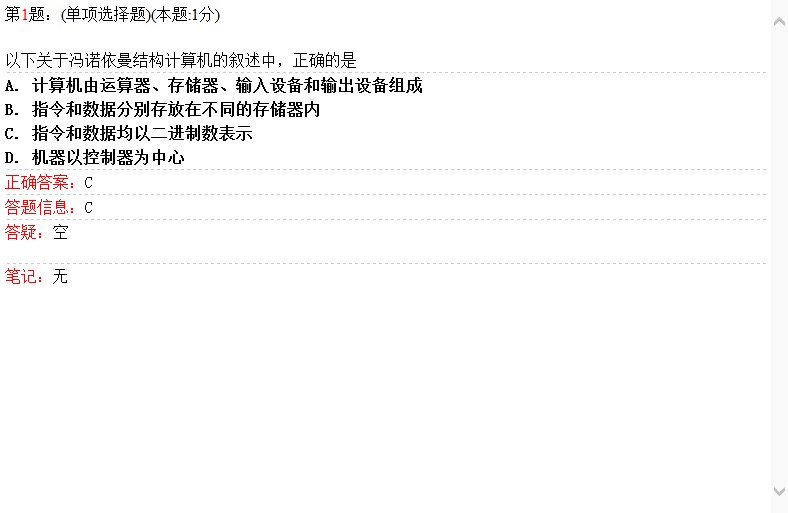 第1题: (单项选择题)(本题:1分)
以下关于冯诺依曼结构计算机的叙述中，正确的是
A. 计算机由运算器、存储器、输入设备和输出设备组成
B. 指令和数据分别存放在不同的存储器内
C. 指令和数据均以二进制数表示
D. 机器以控制器为中心
正确答案：C
答题信息：C
答疑：空
笔记：无